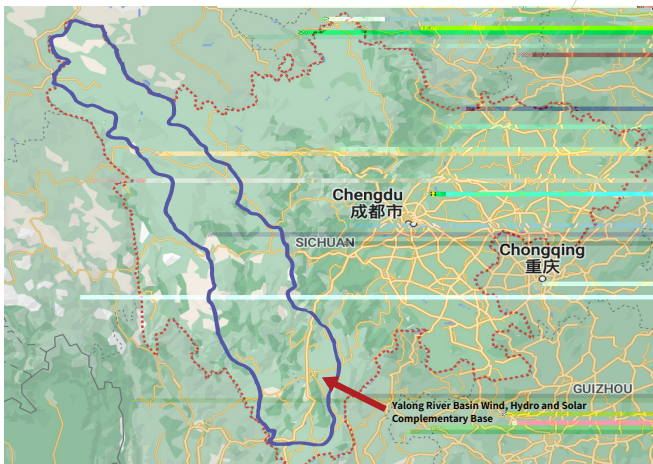 Chengdu
成都市
SICHUAN
Chongqing
重庆
GUIZHOU
Yalong River Basin Wind, Hydro and Solar
Complementary Base